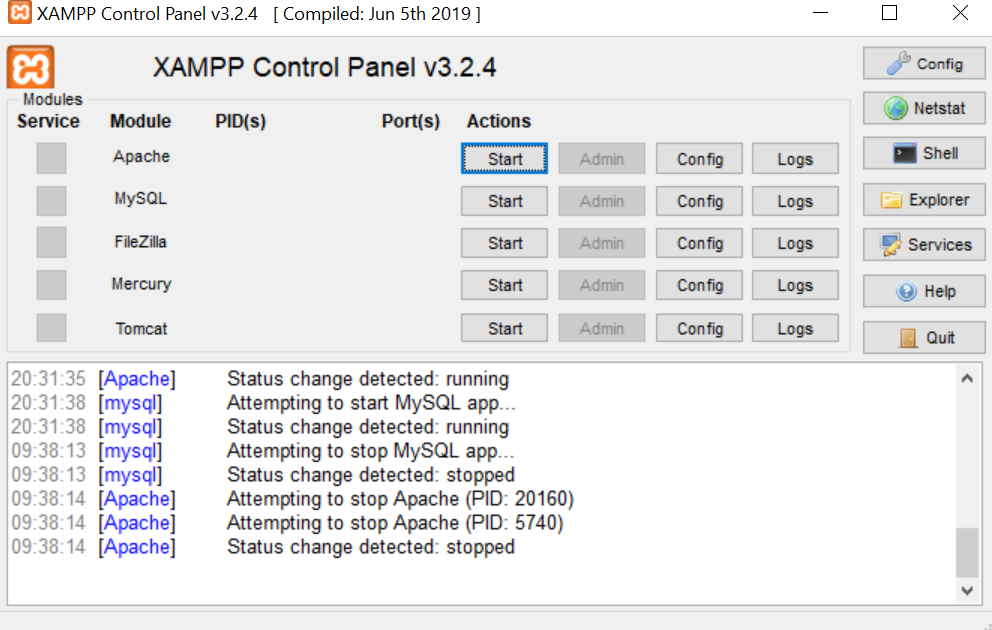 XAMPP Control Panel v3.2.4 [ Compiled: Jun 5th 2019 ]
XAMPP Control Panel v3.2.4
Config
Modules
Service Module PID(s) Port(s) Actions
Netstat
Apache Start Admin Config Logs
Shell
MySQL Start Admin Config Logs
Explorer
FileZilla Start Admin Config Logs
Services
Mercury Start Admin Config Logs
Help
Tomcat Start Admin Config Logs
Quit
20:31:35 [Apache] Status change detected: running
20:31:38 [mysql] Attempting to start MySQL app...
20:31:38 [mysql] Status change detected: running
09:38:13 [mysql] Attempting to stop MySQL app...
09:38:13 [mysql] Status change detected: stopped
09:38:14 [Apache] Attempting to stop Apache (PID: 20160)
09:38:14 [Apache] Attempting to stop Apache (PID: 5740)
09:38:14 [Apache] Status change detected: stopped